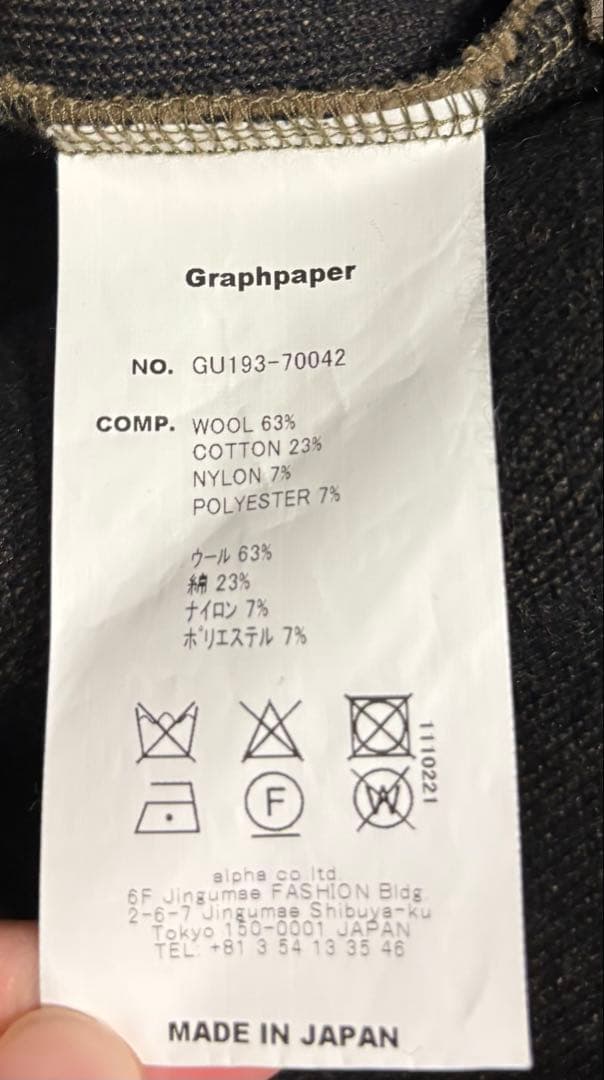 Graphpaper
NO. GU193-70042
COMP. WOOL 63%
COTTON 23%
NYLON 7%
POLYESTER 7%
ウール 63%
綿 23%
ナイロン 7%
ポリエステル 7%
1110221
F
W
alpha co ltd.
6F Jingumae FASHION Bldg.
2-6-7 Jingumae Shibuya-ku
Tokyo 150-0001 JAPAN
TEL: +81 3 54 13 35 46
MADE IN JAPAN